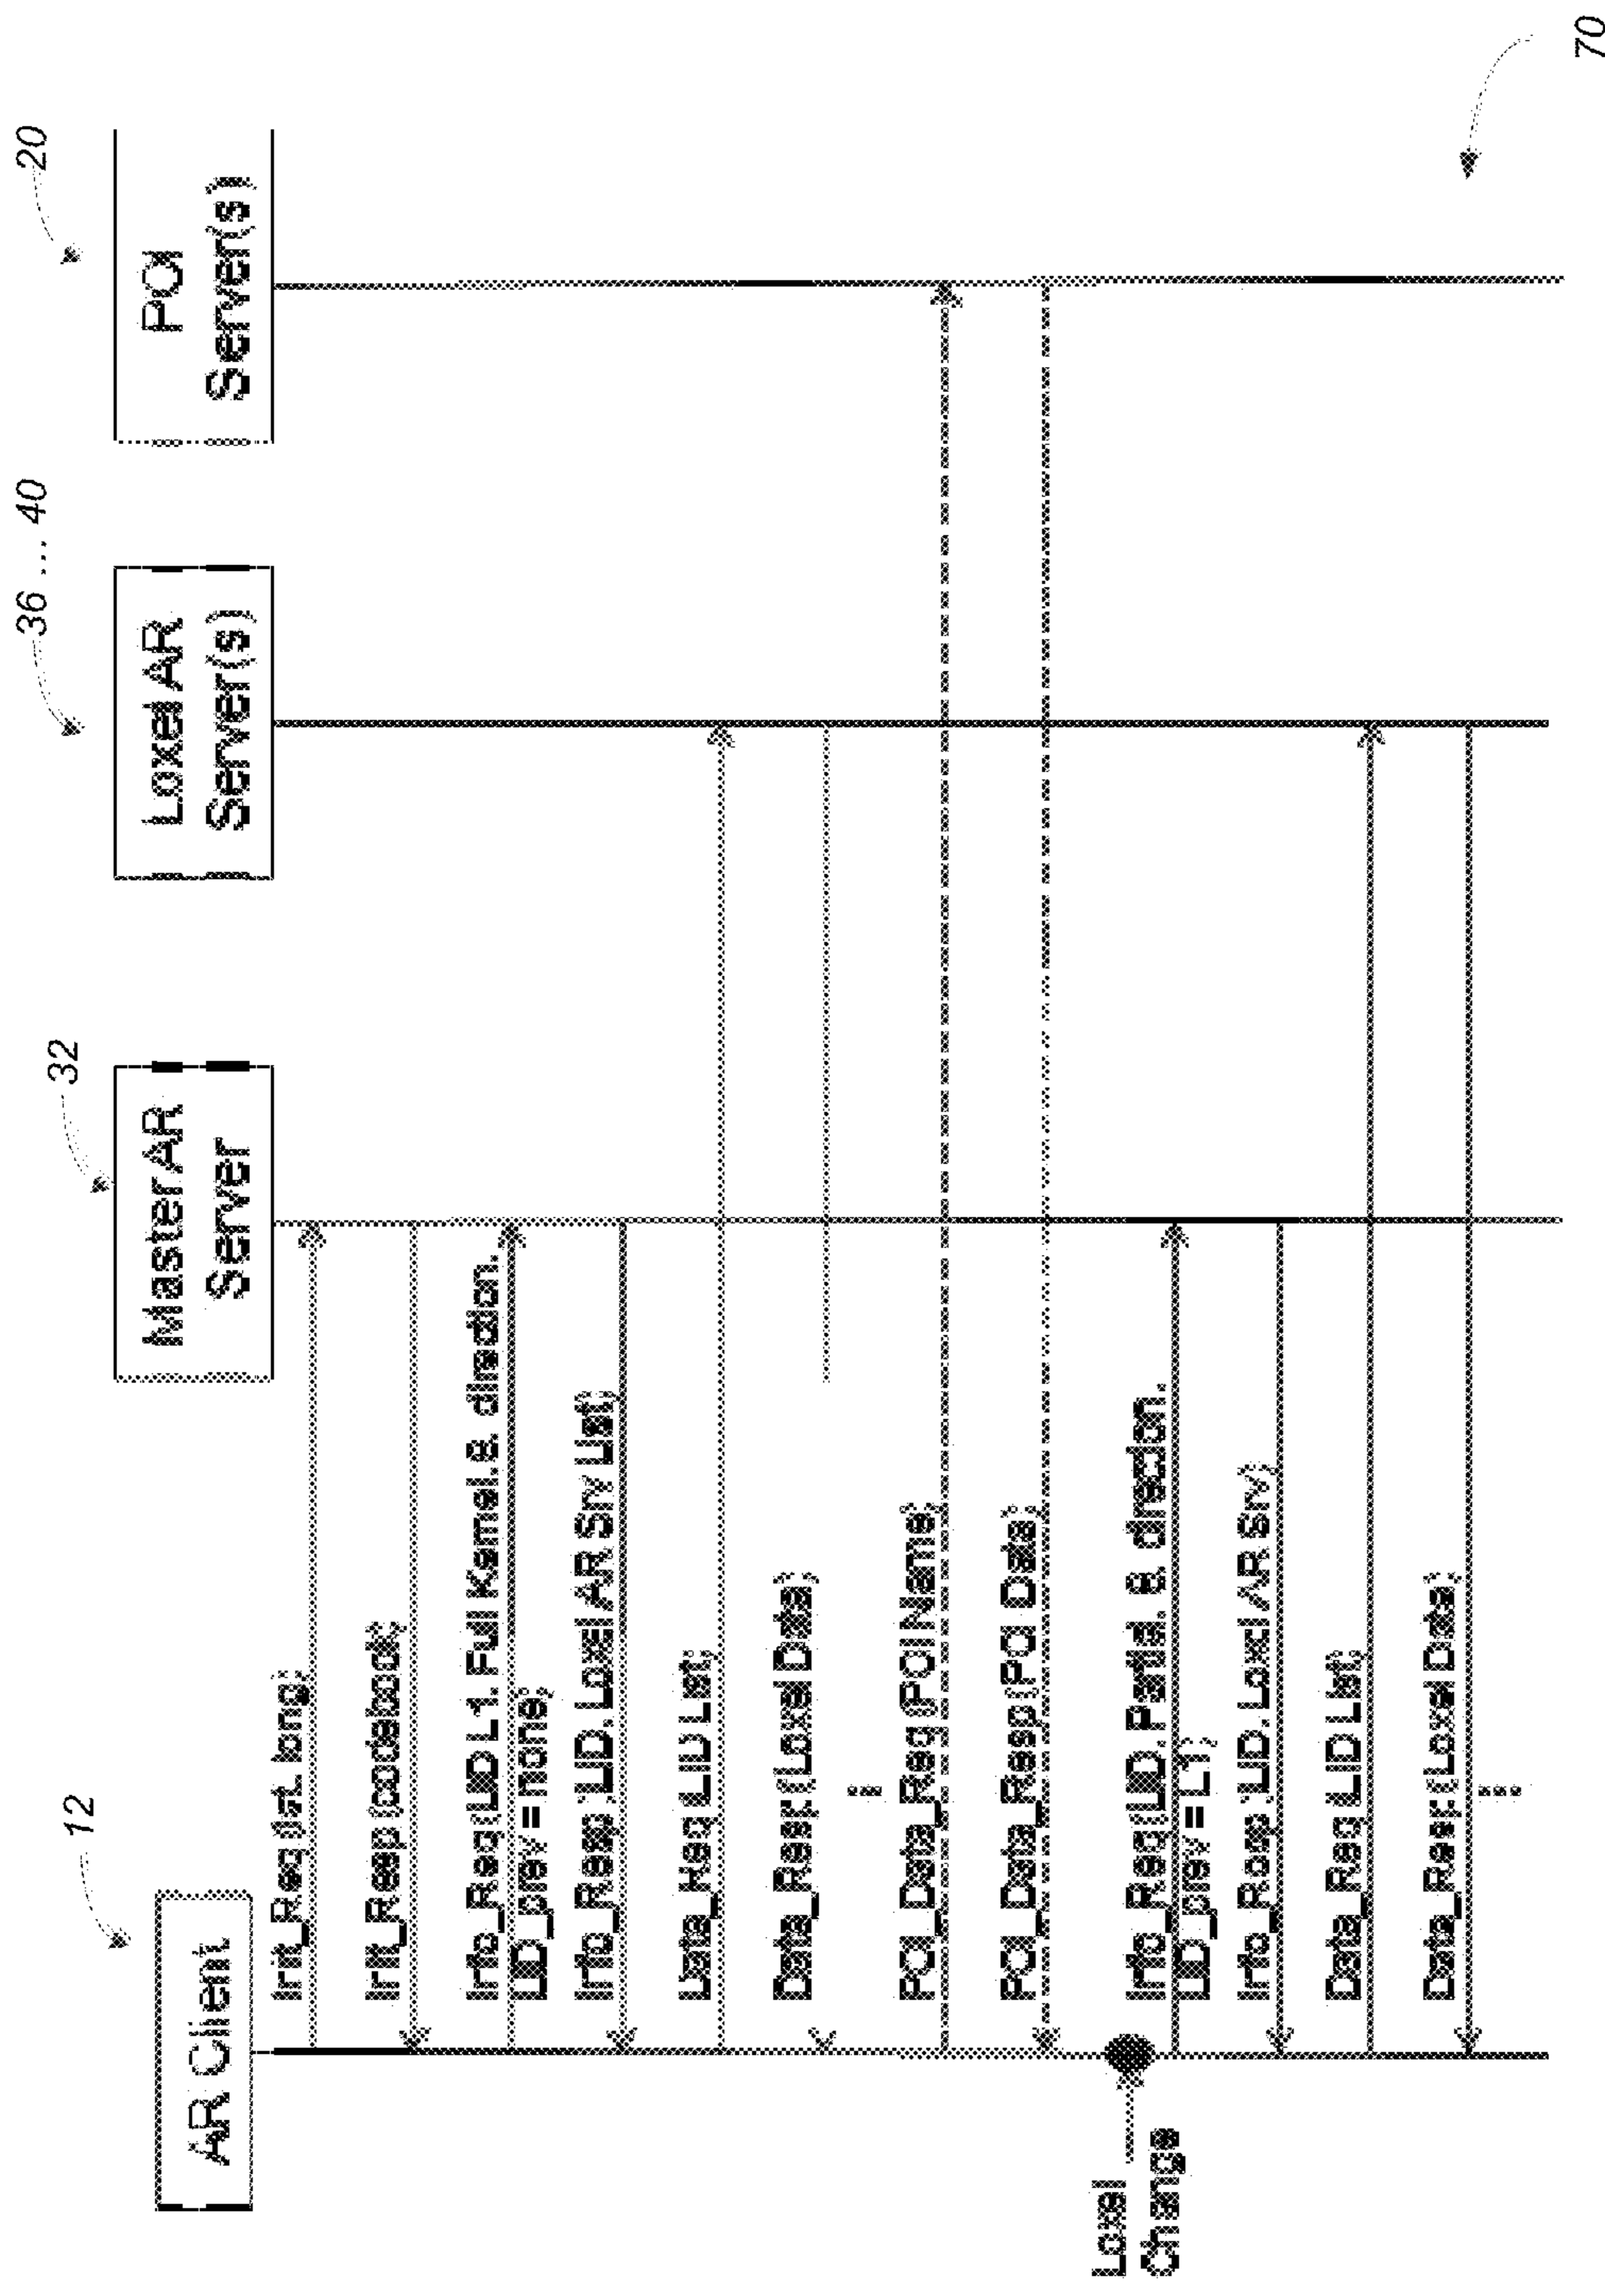 12
AR Client
32
Master AR
Server
36 ... 40
Loxel AR
Server(s)
20
POI
Server(s)
Init_Req (lat, long)
Init_Resp (codebook)
Info_Req (LID L1, Full Kernel, θ, direction,
LID_prev = none)
Info_Resp (LID, Loxel AR Srv List)
Data_Req (LID List)
Data_Resp (Loxel Data)
⋮
POI_Data_Req (POI Name)
POI_Data_Resp (POI Data)
Loxel
Change
Info_Req (LID, Partial, θ, direction,
LID_prev = L1)
Info_Resp (LID, Loxel AR Srv)
Data_Req (LID List)
Data_Resp (Loxel Data)
⋮
70